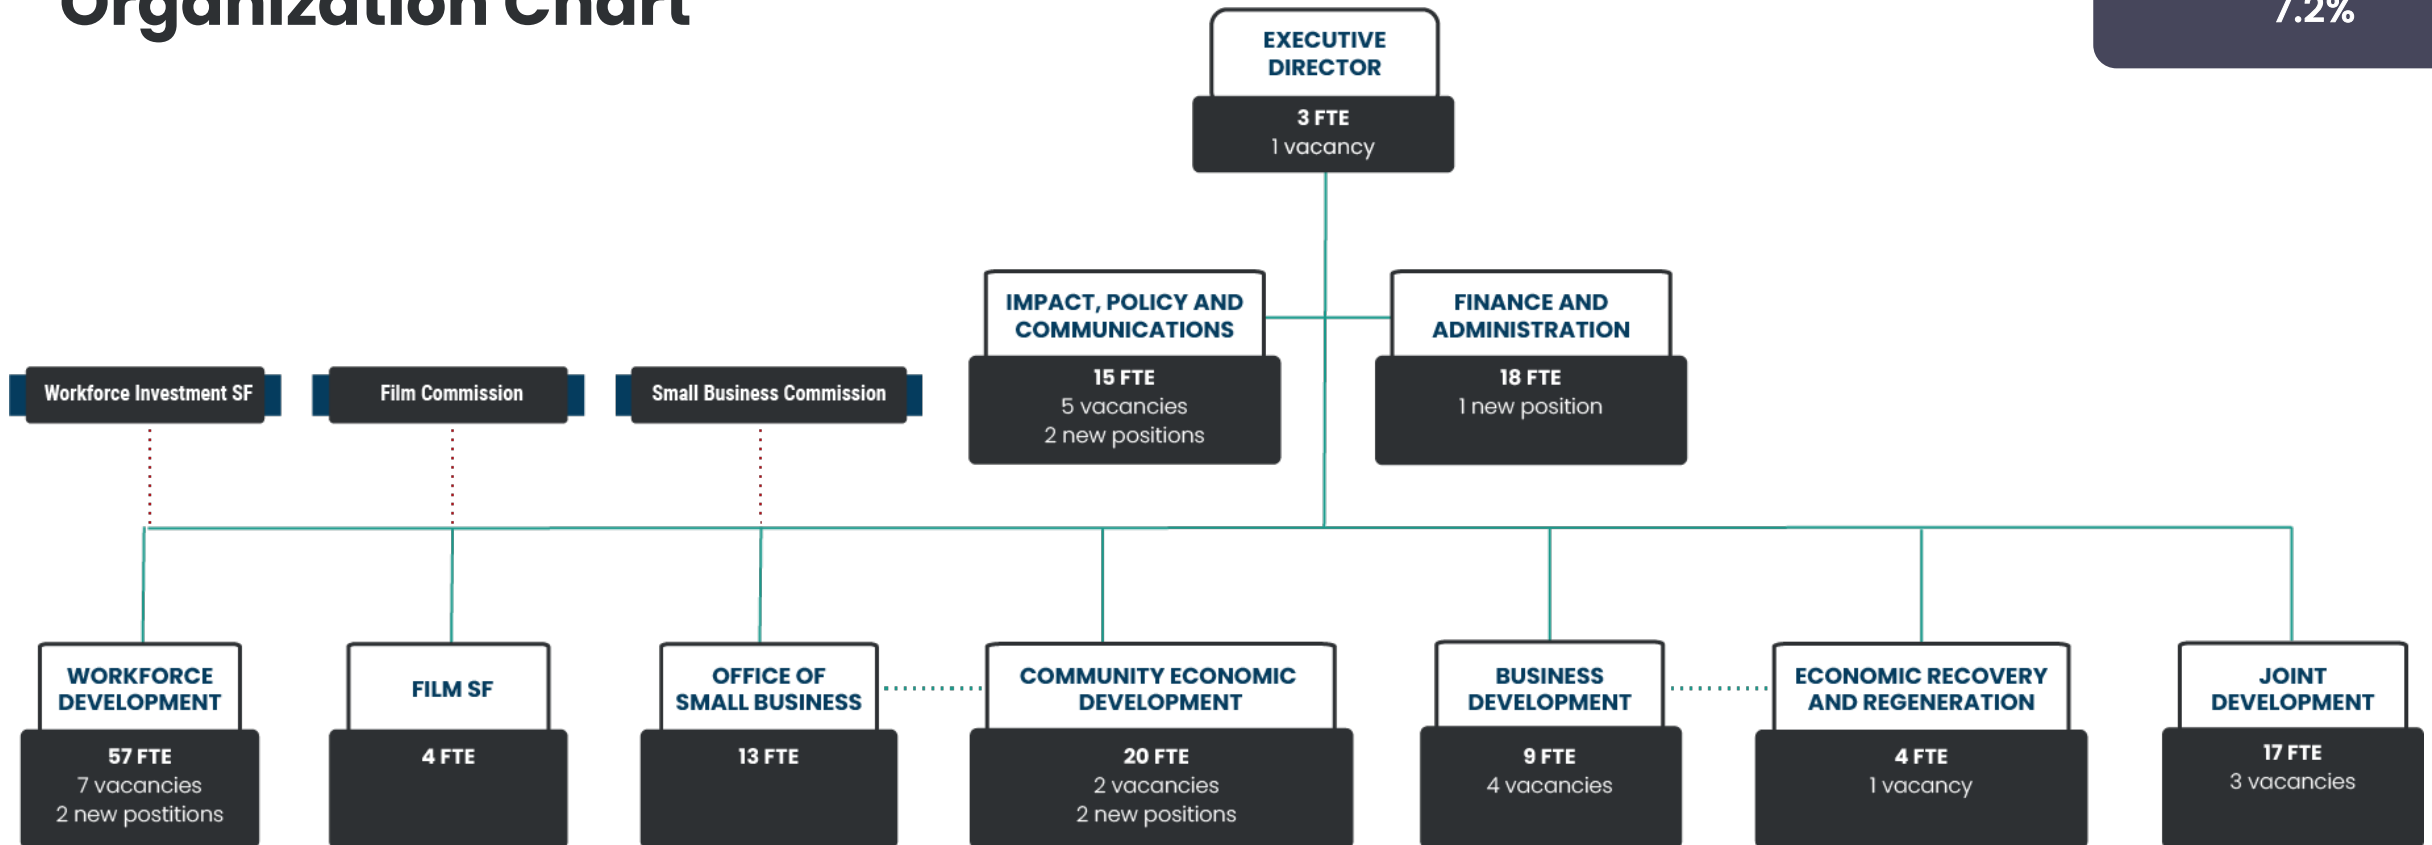 Organization Chart
7.2%
EXECUTIVE
DIRECTOR
3 FTE
1 vacancy
IMPACT, POLICY AND
COMMUNICATIONS
15 FTE
5 vacancies
2 new positions
FINANCE AND
ADMINISTRATION
18 FTE
1 new position
Workforce Investment SF
Film Commission
Small Business Commission
WORKFORCE
DEVELOPMENT
57 FTE
7 vacancies
2 new postitions
FILM SF
4 FTE
OFFICE OF
SMALL BUSINESS
13 FTE
COMMUNITY ECONOMIC
DEVELOPMENT
20 FTE
2 vacancies
2 new positions
BUSINESS
DEVELOPMENT
9 FTE
4 vacancies
ECONOMIC RECOVERY
AND REGENERATION
4 FTE
1 vacancy
JOINT
DEVELOPMENT
17 FTE
3 vacancies